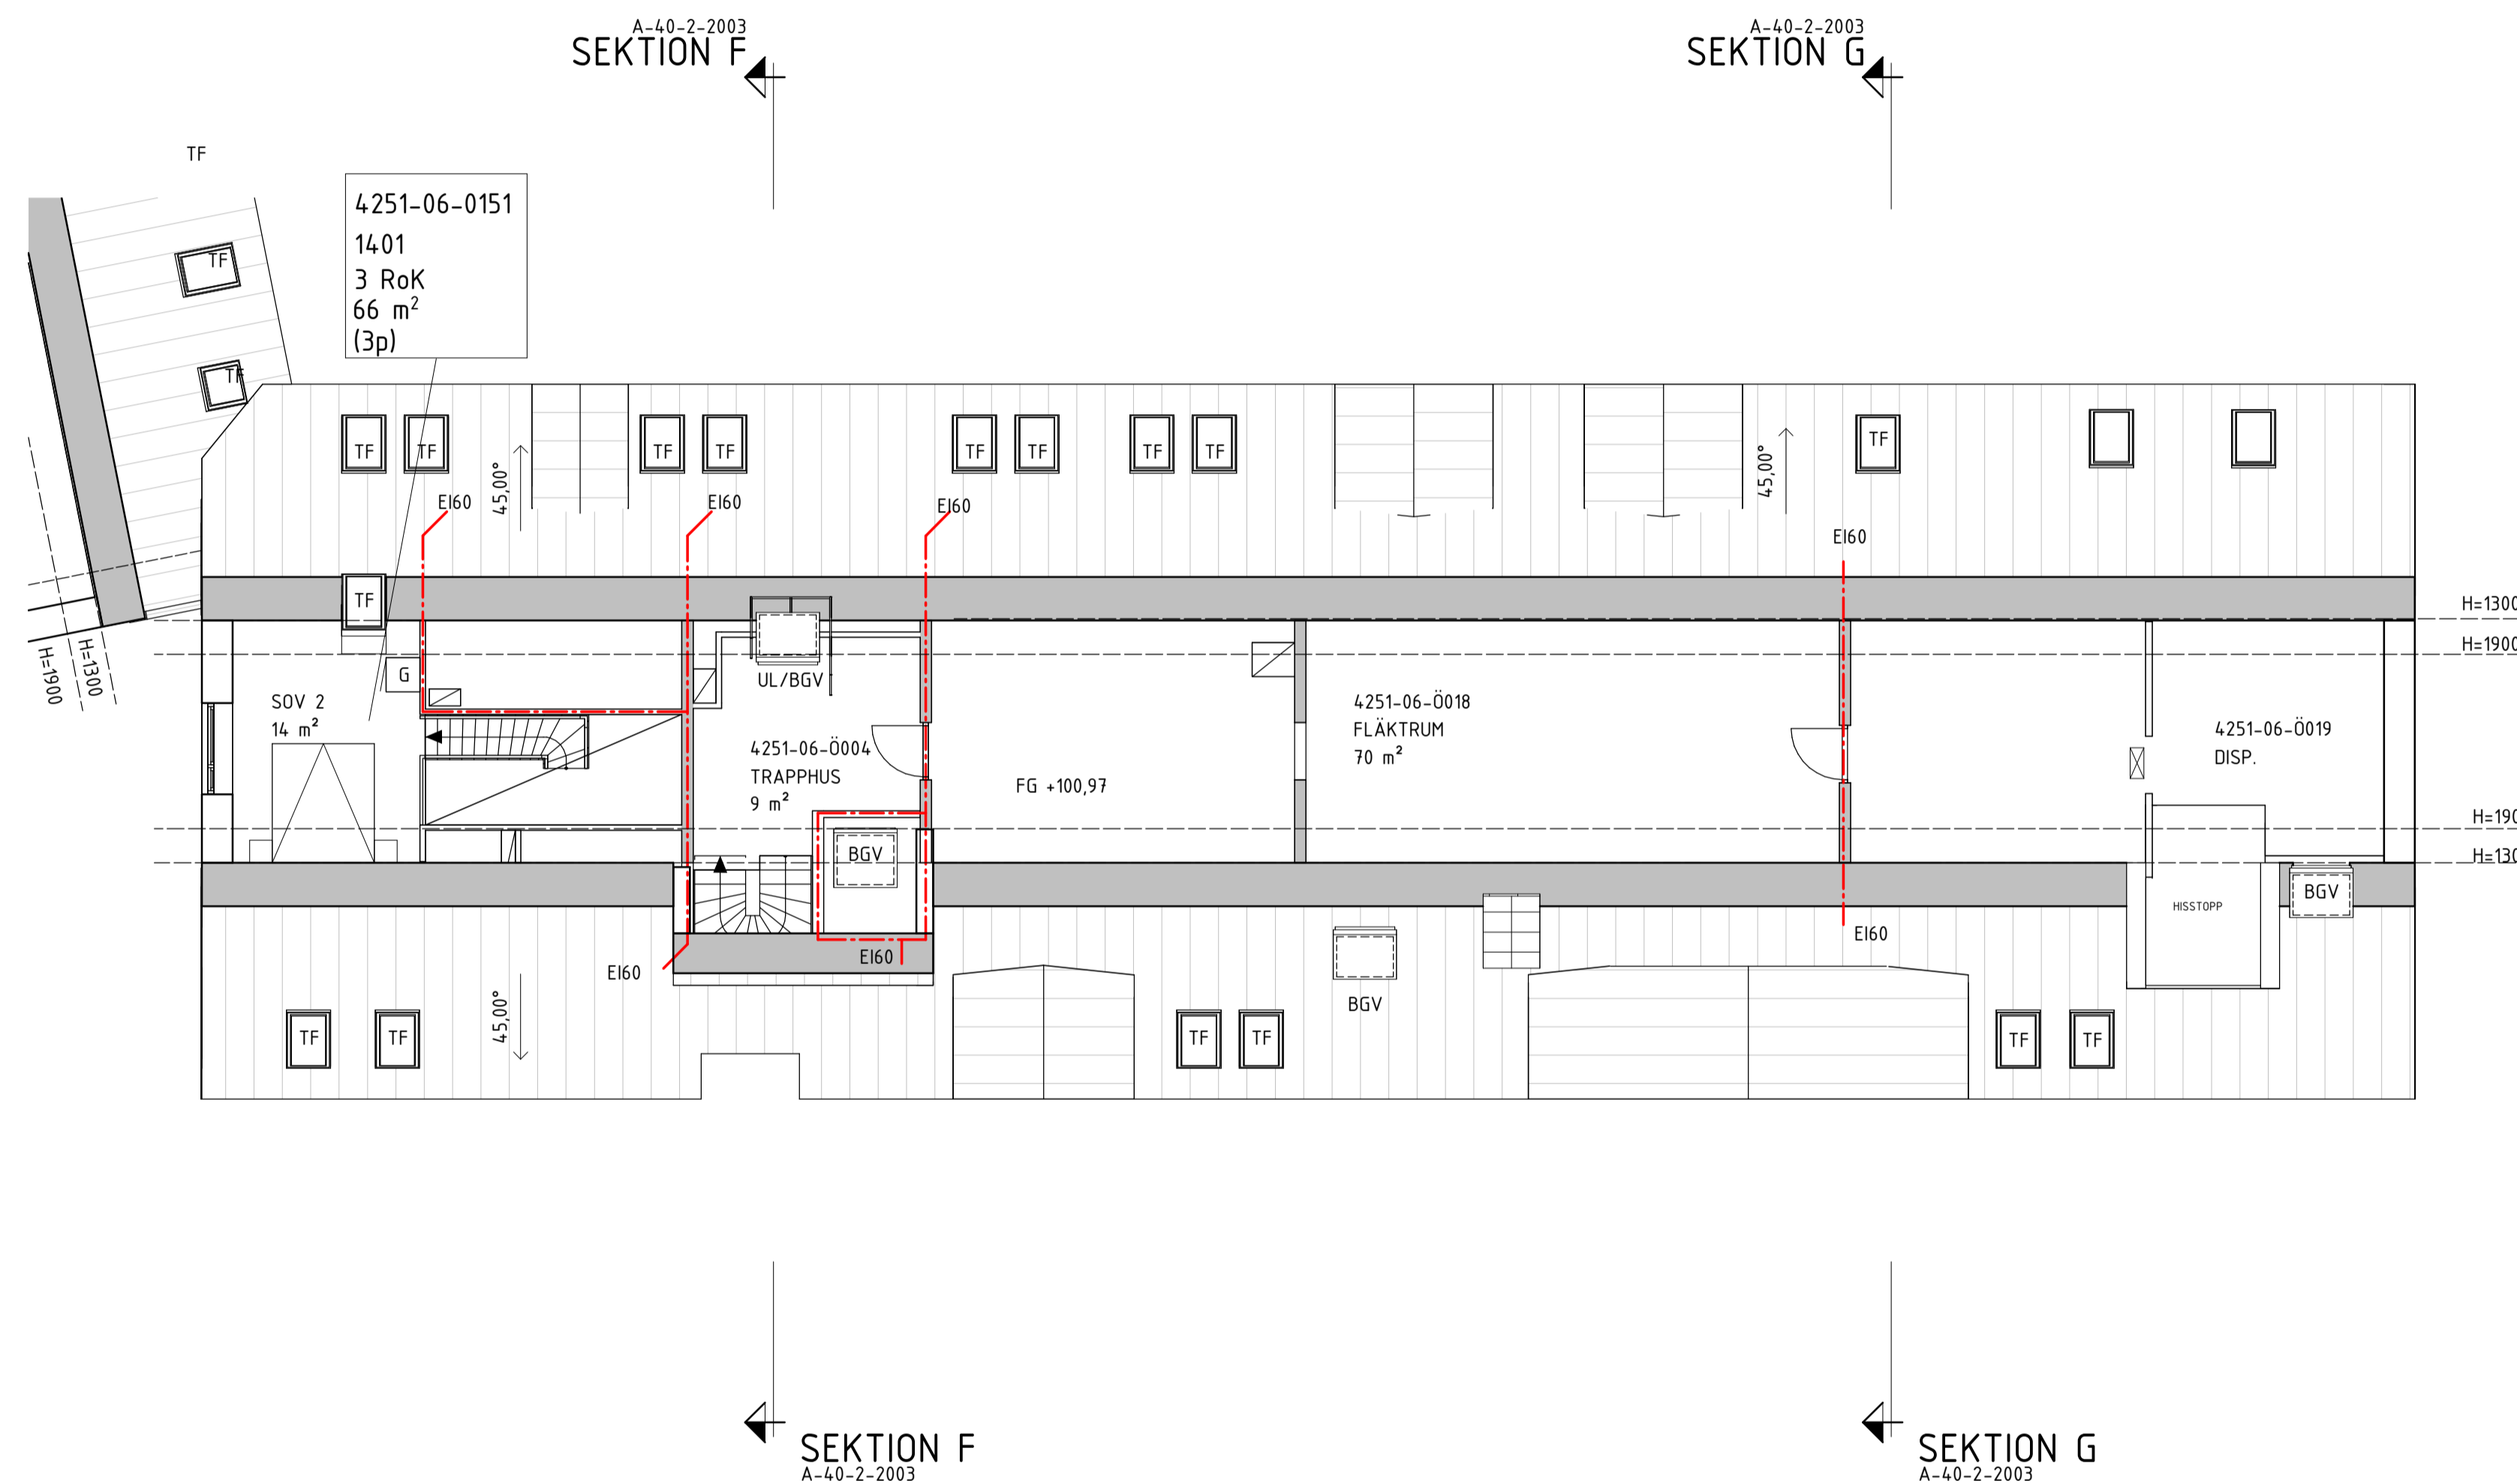 A-40-2-2003
SEKTION F
A-40-2-2003
SEKTION G
TF
4251-06-0151
1401
3 RoK
66 m²
(3p)
TF
TF
TF
TF
TF
TF
TF
TF
TF
TF
TF
45,00°
45,00°
EI60
EI60
EI60
EI60
TF
H=1300
H=1900
H=1300
H=1900
G
UL/BGV
SOV 2
14 m²
4251-06-Ö004
TRAPPHUS
9 m²
FG +100,97
4251-06-Ö018
FLÄKTRUM
70 m²
4251-06-Ö019
DISP.
H=190
H=130
BGV
BGV
HISSTOPP
EI60
EI60
EI60
BGV
45,00°
TF
TF
TF
TF
TF
TF
SEKTION F
A-40-2-2003
SEKTION G
A-40-2-2003